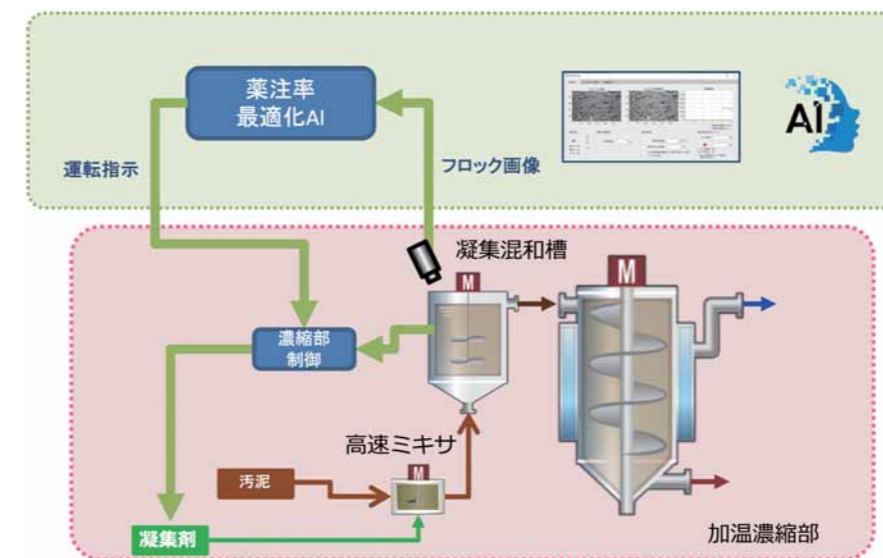 薬注率
最適化AI
AI
運転指示
フロック画像
凝集混和槽
M
M
濃縮部
制御
高速ミキサ
M
汚泥
凝集剤
加温濃縮部